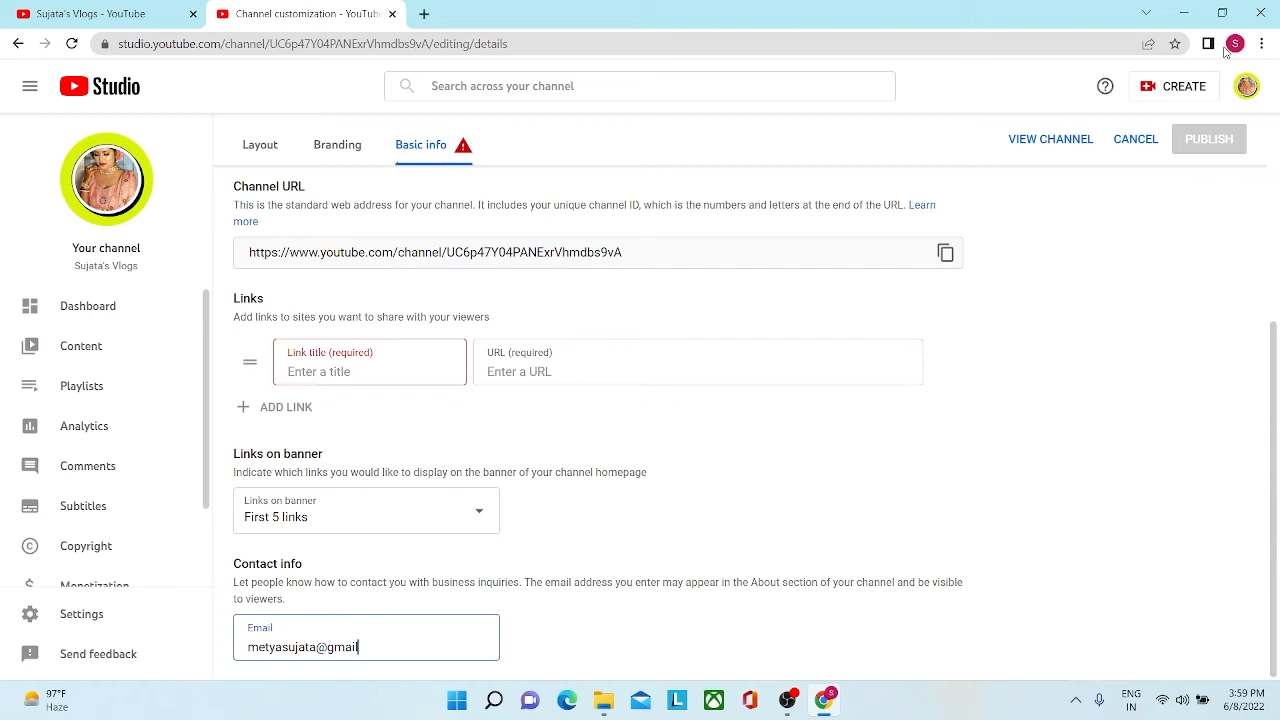 Sujata's Vlogs - YouTube
Channel customization - YouTube
studio.youtube.com/channel/UC6p47Y04PANExrVhmdbs9vA/editing/details
S
Studio
Search across your channel
CREATE
Layout
Branding
Basic info
VIEW CHANNEL
CANCEL
PUBLISH
Your channel
Sujata's Vlogs
Dashboard
Content
Playlists
Analytics
Comments
Subtitles
Copyright
Monetization
Settings
Send feedback
Channel URL
This is the standard web address for your channel. It includes your unique channel ID, which is the numbers and letters at the end of the URL. Learn
more
https://www.youtube.com/channel/UC6p47Y04PANExrVhmdbs9vA
Links
Add links to sites you want to share with your viewers
Link title (required)
Enter a title
URL (required)
Enter a URL
ADD LINK
Links on banner
Indicate which links you would like to display on the banner of your channel homepage
Links on banner
First 5 links
Contact info
Let people know how to contact you with business inquiries. The email address you enter may appear in the About section of your channel and be visible
to viewers.
Email
metyasujata@gmail
97°F
Haze
ENG
IN
3:59 PM
6/8/2022